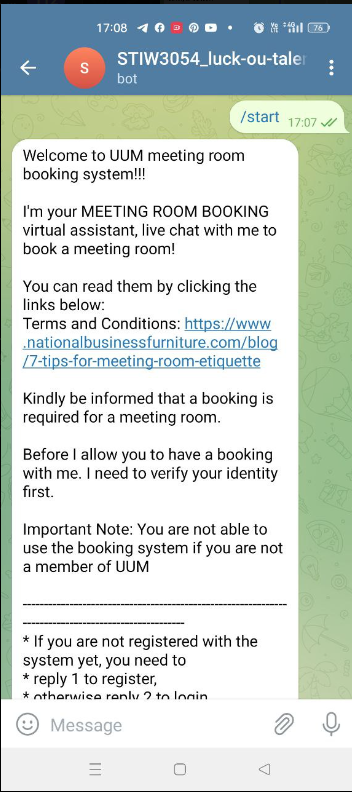 17:08
76
STIW3054_luck-ou-taler
bot
S
/start 17:07
Welcome to UUM meeting room
booking system!!!
I'm your MEETING ROOM BOOKING
virtual assistant, live chat with me to
book a meeting room!
You can read them by clicking the
links below:
Terms and Conditions: https://www
.nationalbusinessfurniture.com/blog
/7-tips-for-meeting-room-etiquette
Kindly be informed that a booking is
required for a meeting room.
Before I allow you to have a booking
with me. I need to verify your identity
first.
Important Note: You are not able to
use the booking system if you are not
a member of UUM
--------------------------------------------------------------
--------------------------------------
* If you are not registered with the
system yet, you need to
* reply 1 to register,
* otherwise reply 2 to login
Message